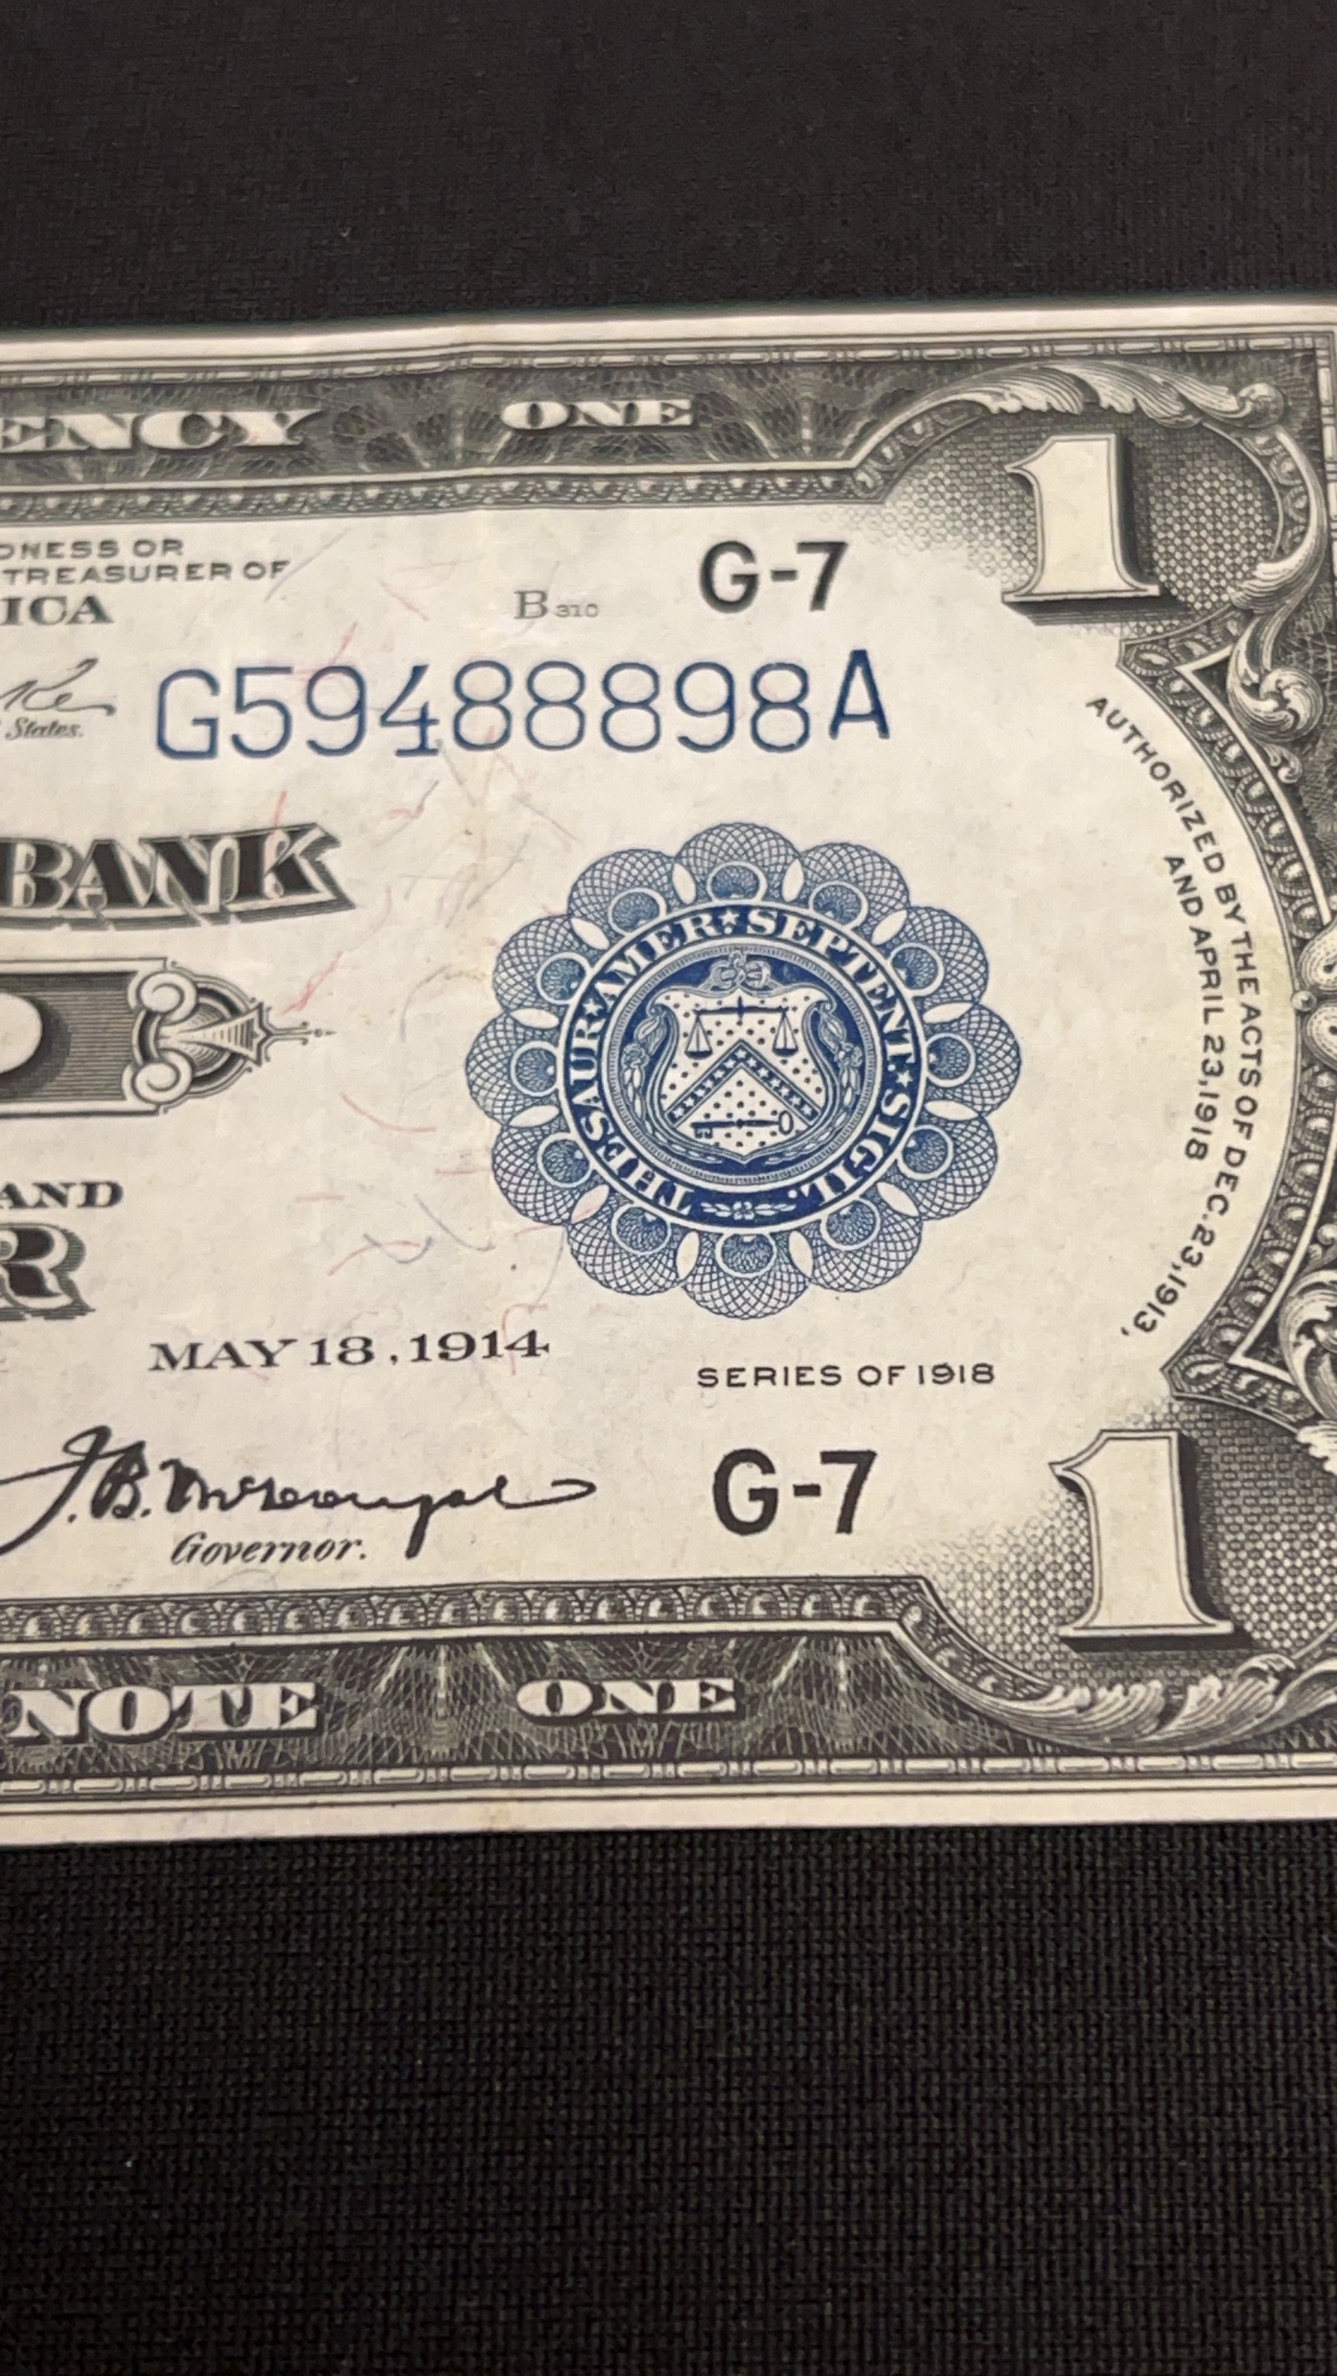 ENCY ONE
1
DNESS OR
TREASURER OF
ICA
B310
G-7
States.
G59488898A
AUTHORIZED BY THE ACTS OF DEC. 23, 1913,
AND APRIL 23, 1918
BANK
THESAUR ★ AMER ★ SEPTENT ★ SIGIL
AND
R
MAY 18, 1914
SERIES OF 1918
J.B. McDougal
Governor.
G-7
1
NOTE ONE